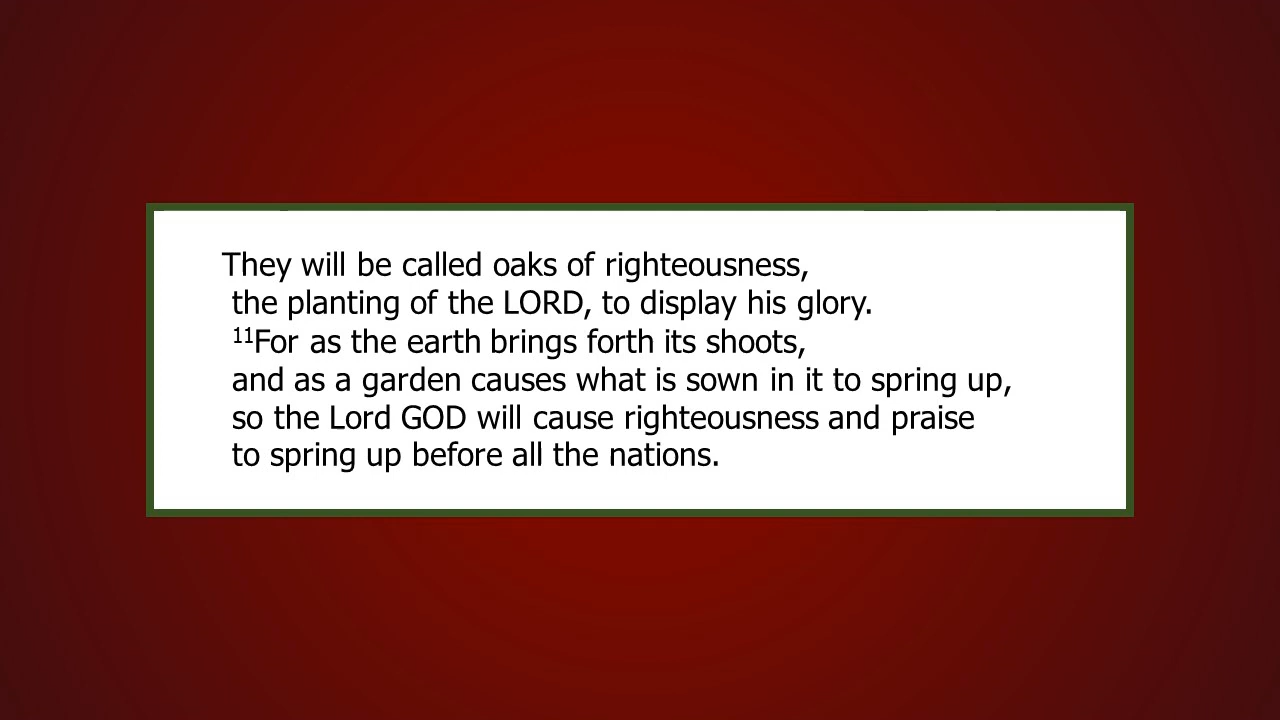 They will be called oaks of righteousness,
the planting of the LORD, to display his glory.
11For as the earth brings forth its shoots,
and as a garden causes what is sown in it to spring up,
so the Lord GOD will cause righteousness and praise
to spring up before all the nations.